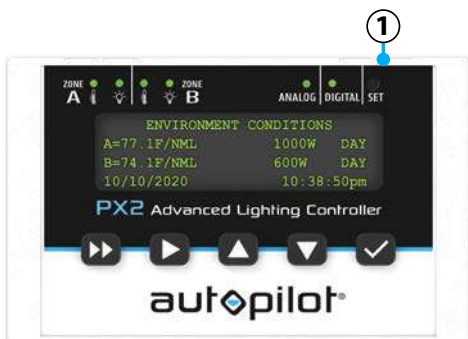 1
ZONE A ZONE B ANALOG DIGITAL SET
ENVIRONMENT CONDITIONS
A=77.1F/NML 1000W DAY
B=74.1F/NML 600W DAY
10/10/2020 10:38:50pm
PX2 Advanced Lighting Controller
autopilot